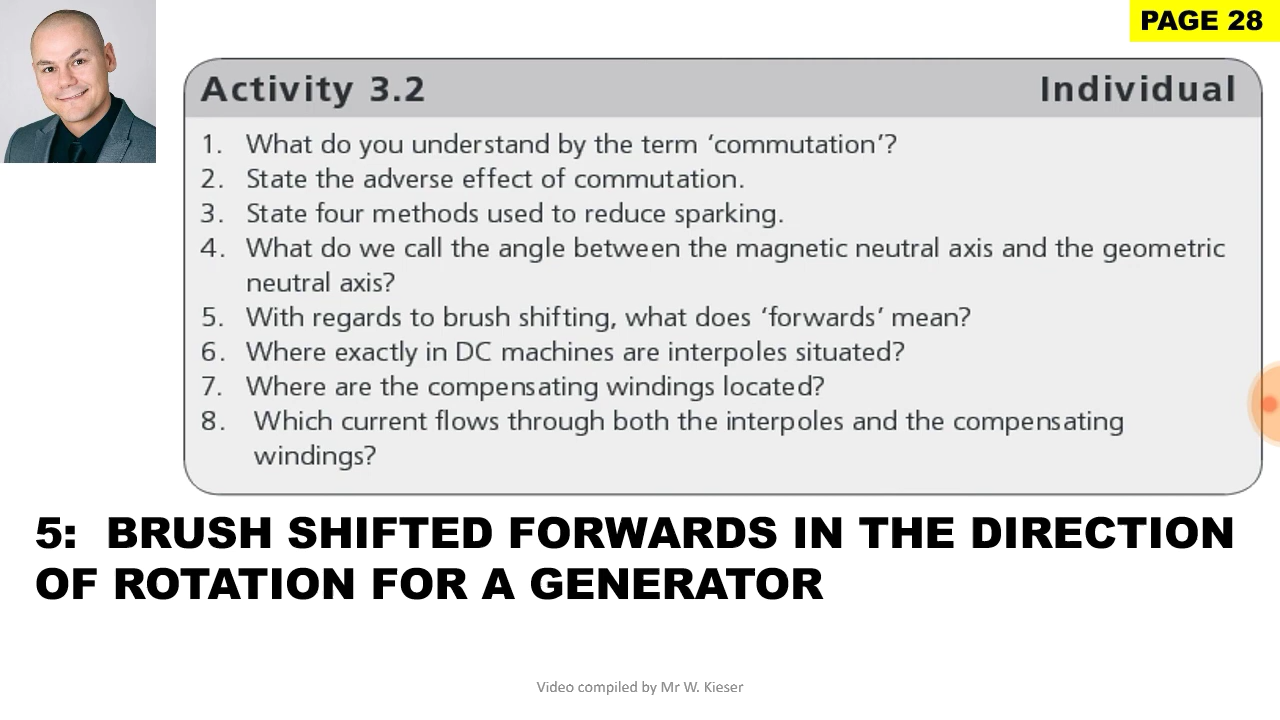 PAGE 28
Activity 3.2 Individual
1. What do you understand by the term ‘commutation’?
2. State the adverse effect of commutation.
3. State four methods used to reduce sparking.
4. What do we call the angle between the magnetic neutral axis and the geometric
neutral axis?
5. With regards to brush shifting, what does ‘forwards’ mean?
6. Where exactly in DC machines are interpoles situated?
7. Where are the compensating windings located?
8. Which current flows through both the interpoles and the compensating
windings?
5: BRUSH SHIFTED FORWARDS IN THE DIRECTION
OF ROTATION FOR A GENERATOR
Video compiled by Mr W. Kieser